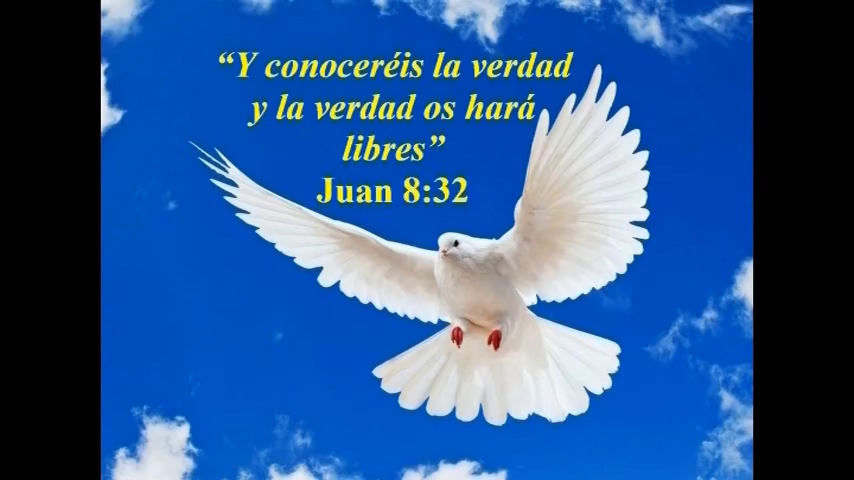 “Y conoceréis la verdad
y la verdad os hará
libres”
Juan 8:32